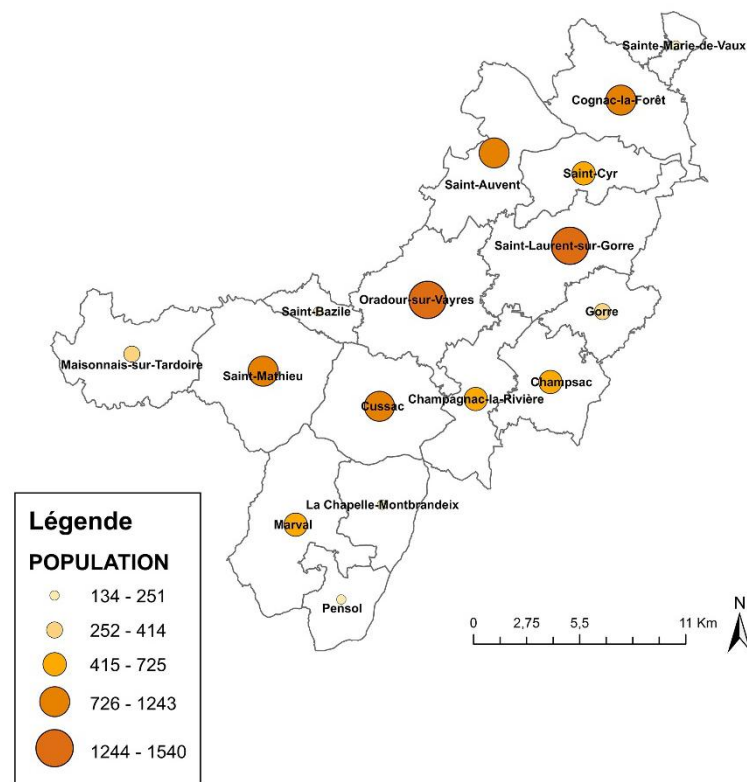 Sainte-Marie-de-Vaux
Cognac-la-Forêt
Saint-Cyr
Saint-Auvent
Saint-Laurent-sur-Gorre
Oradour-sur-Vayres
Saint-Bazile
Gorre
Maisonnais-sur-Tardoire
Saint-Mathieu
Champsac
Champagnac-la-Rivière
Cussac
La Chapelle-Montbrandeix
Marval
Pensol
Légende
POPULATION
134 - 251
252 - 414
415 - 725
726 - 1243
1244 - 1540
N
0 2,75 5,5 11 Km